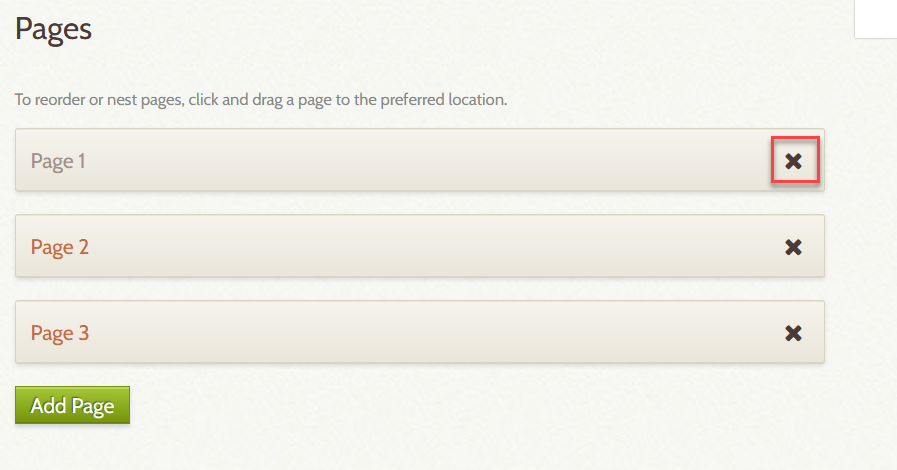 Pages
To reorder or nest pages, click and drag a page to the preferred location.
Page 1
Page 2
Page 3
Add Page